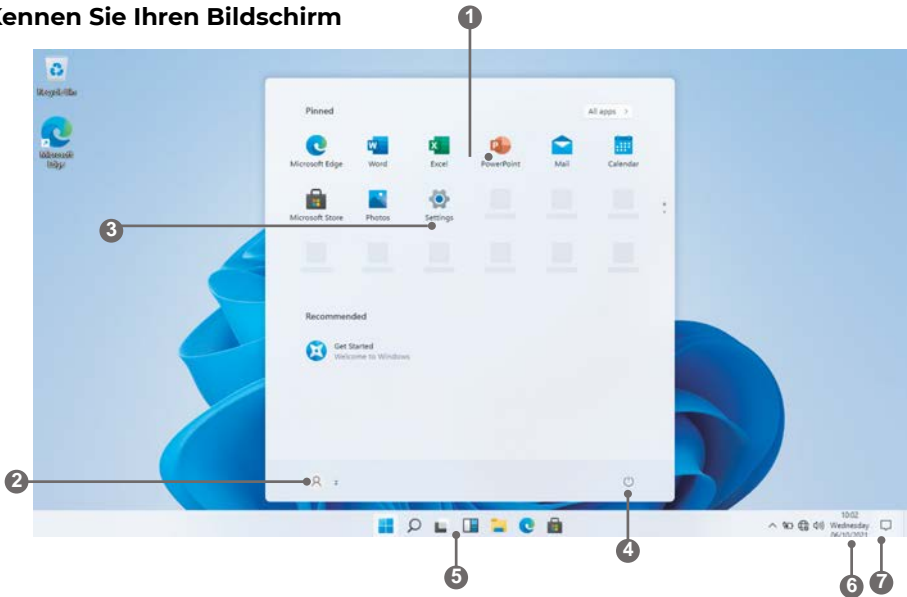 Kennen Sie Ihren Bildschirm
1
Recycle Bin
Microsoft
Edge
Pinned
All apps >
Microsoft Edge
Word
Excel
PowerPoint
Mail
Calendar
Microsoft Store
Photos
Settings
3
Recommended
Get Started
Welcome to Windows
2
z
4
5
10:02
Wednesday
06/10/2021
6
7